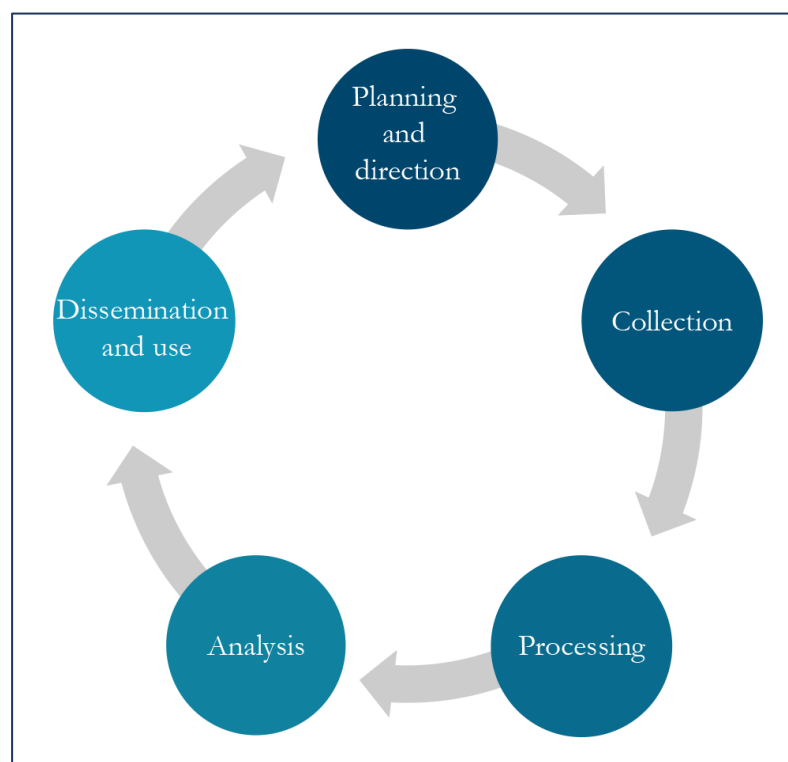 Planning
and
direction
Collection
Processing
Analysis
Dissemination
and use